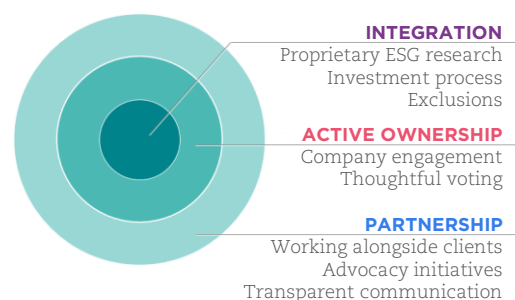 INTEGRATION
Proprietary ESG research
Investment process
Exclusions
ACTIVE OWNERSHIP
Company engagement
Thoughtful voting
PARTNERSHIP
Working alongside clients
Advocacy initiatives
Transparent communication